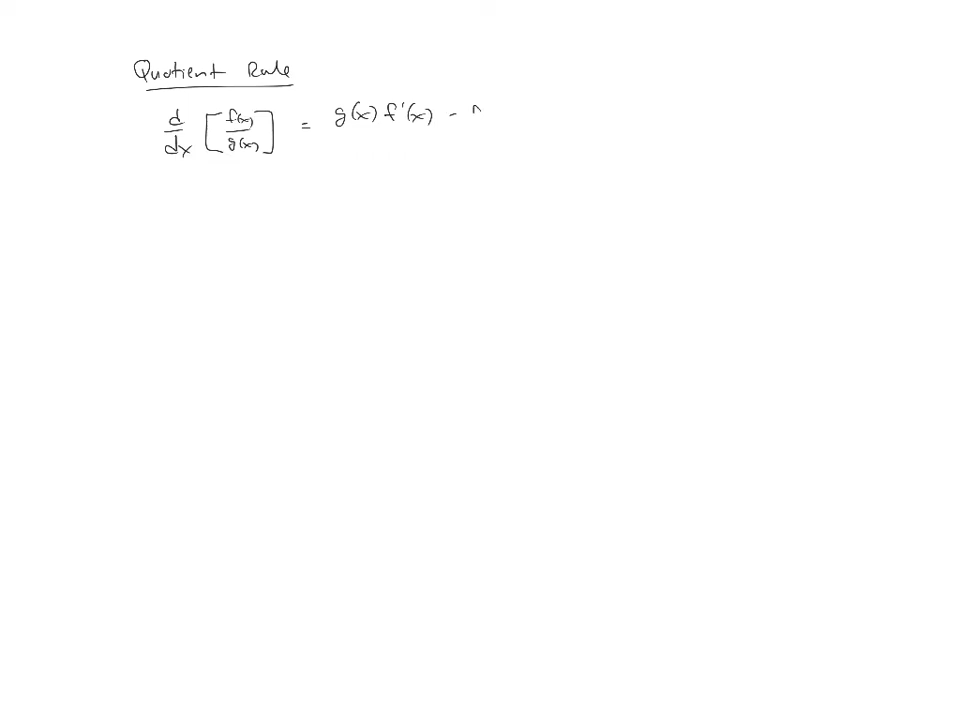 Quotient Rule
d/dx [f(x)/g(x)] = g(x) f'(x) -